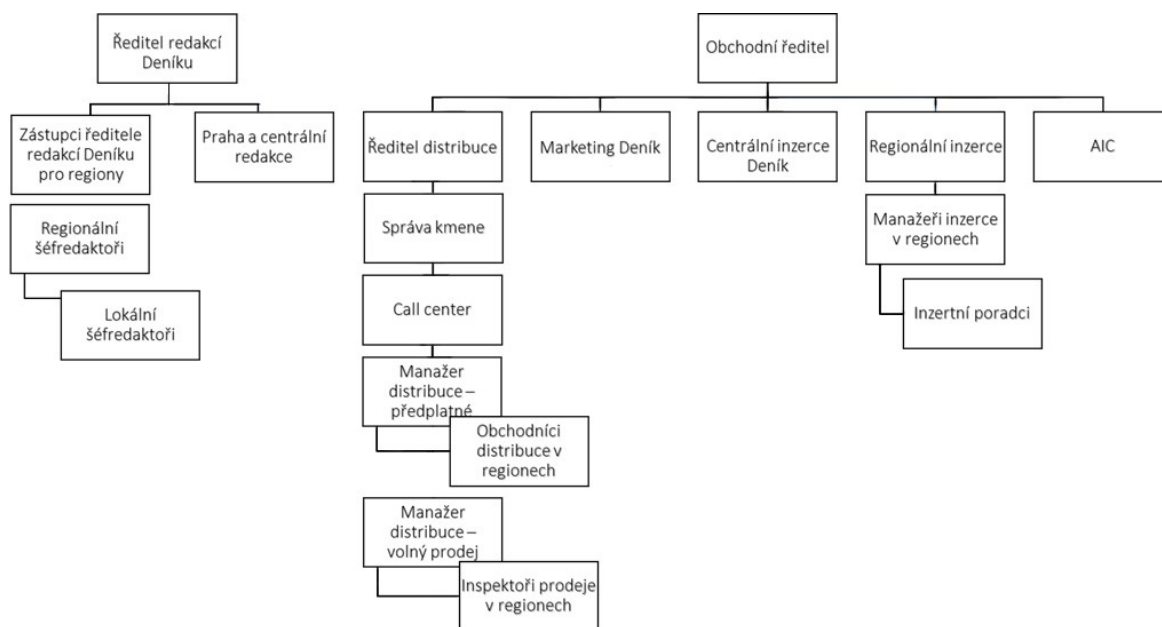 Ředitel redakcí
Deníku
Zástupci ředitele
redakcí Deníku
pro regiony
Praha a centrální
redakce
Regionální
šéfredaktoři
Lokální
šéfredaktoři
Obchodní ředitel
Ředitel distribuce
Marketing Deník
Centrální inzerce
Deník
Regionální inzerce
AIC
Správa kmene
Call center
Manažer
distribuce –
předplatné
Obchodníci
distribuce v
regionech
Manažer
distribuce –
volný prodej
Inspektoři prodeje
v regionech
Manažeři inzerce
v regionech
Inzertní poradci